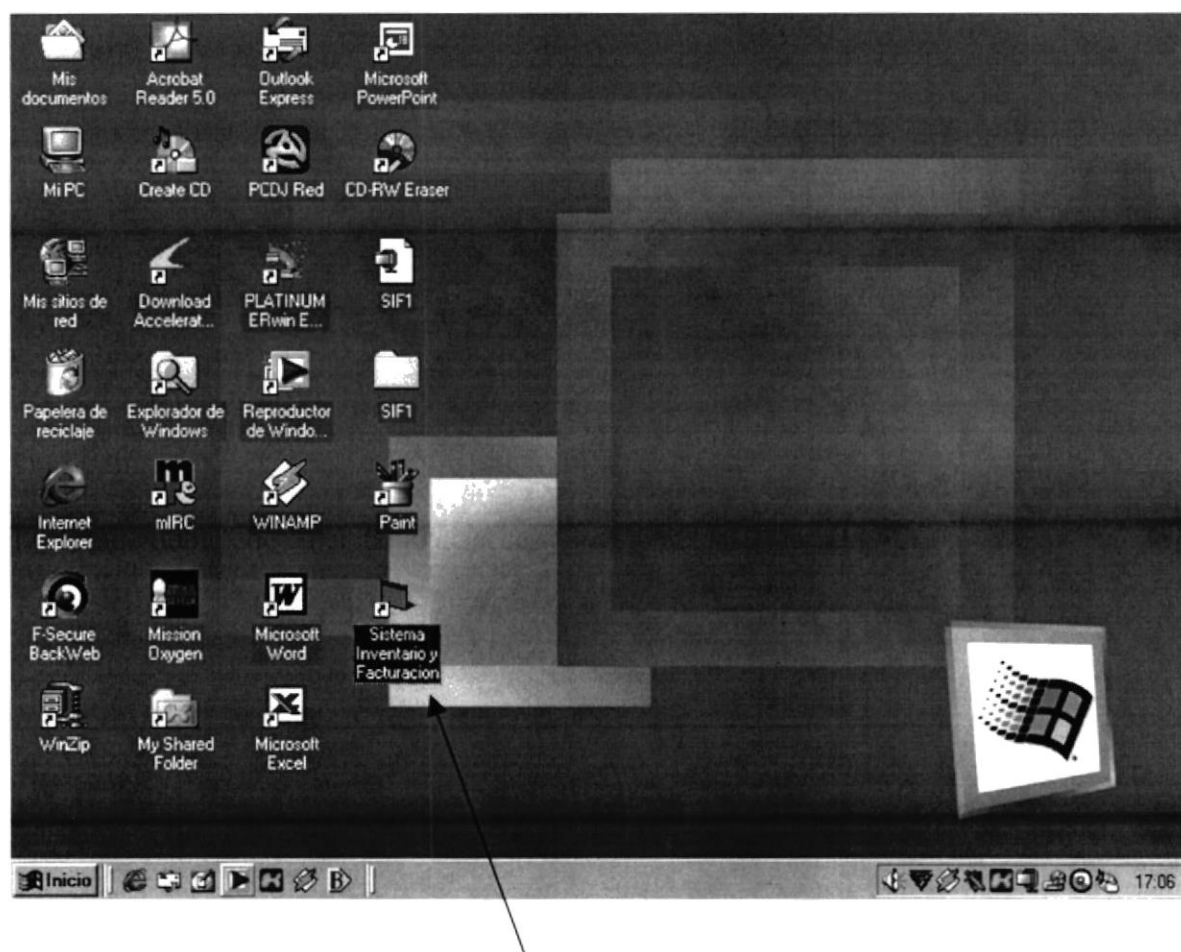 Mis
documentos
Acrobat
Reader 5.0
Outlook
Express
Microsoft
PowerPoint
Mi PC
Create CD
PCDJ Red
CD-RW Eraser
Mis sitios de
red
Download
Accelerat...
PLATINUM
ERwin E...
SIF1
Papelera de
reciclaje
Explorador de
Windows
Reproductor
de Windo...
SIF1
Internet
Explorer
mIRC
WINAMP
Paint
F-Secure
BackWeb
Mission
Oxygen
Microsoft
Word
Sistema
Inventario y
Facturacion
WinZip
My Shared
Folder
Microsoft
Excel
Inicio
17:06